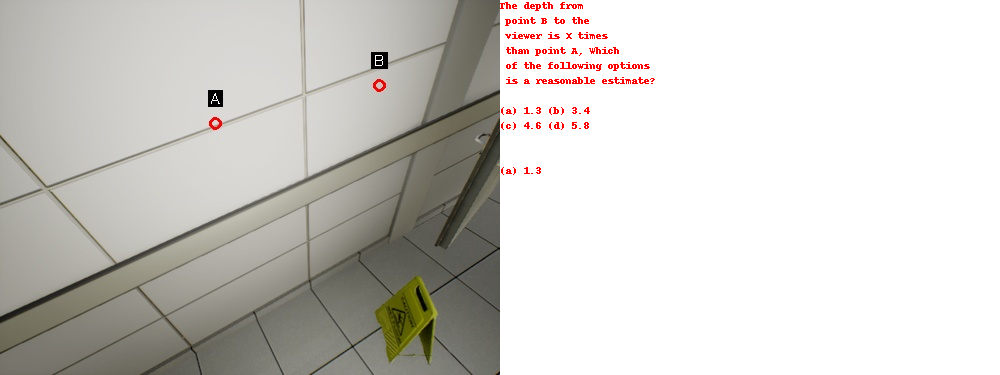 A
B
The depth from
point B to the
viewer is X times
than point A, Which
of the following options
is a reasonable estimate?
(a) 1.3 (b) 3.4
(c) 4.6 (d) 5.8
(a) 1.3